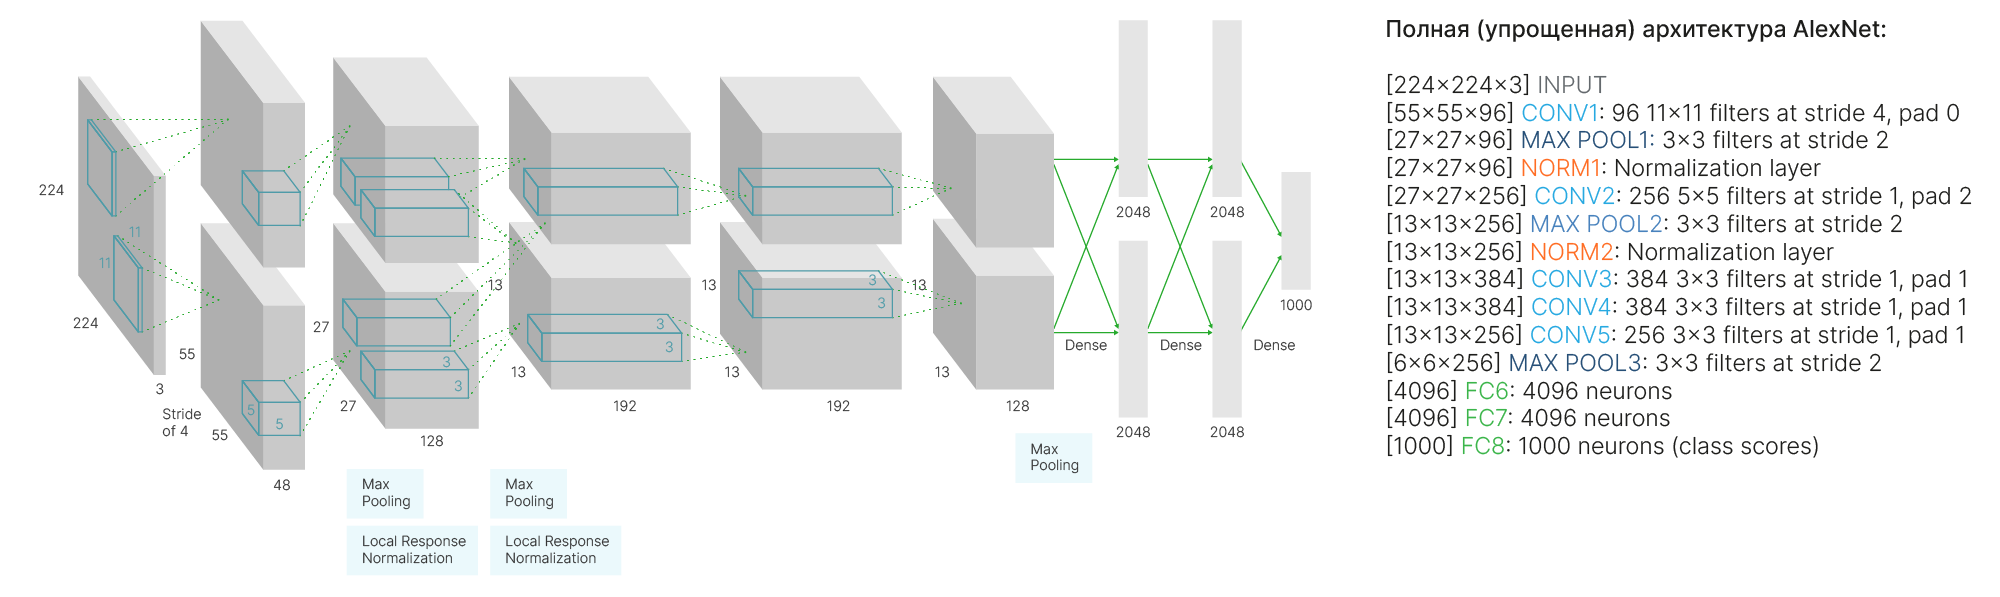 224
11
11
224
3
Stride
of 4
55
55
5
5
48
27
27
3
3
128
13
13
3
3
192
13
13
3
3
192
13
13
128
2048
2048
2048
2048
Dense
Dense
Dense
1000
Max
Pooling
Local Response
Normalization
Max
Pooling
Local Response
Normalization
Max
Pooling
Полная (упрощенная) архитектура AlexNet:
[224×224×3] INPUT
[55×55×96] CONV1: 96 11×11 filters at stride 4, pad 0
[27×27×96] MAX POOL1: 3×3 filters at stride 2
[27×27×96] NORM1: Normalization layer
[27×27×256] CONV2: 256 5×5 filters at stride 1, pad 2
[13×13×256] MAX POOL2: 3×3 filters at stride 2
[13×13×256] NORM2: Normalization layer
[13×13×384] CONV3: 384 3×3 filters at stride 1, pad 1
[13×13×384] CONV4: 384 3×3 filters at stride 1, pad 1
[13×13×256] CONV5: 256 3×3 filters at stride 1, pad 1
[6×6×256] MAX POOL3: 3×3 filters at stride 2
[4096] FC6: 4096 neurons
[4096] FC7: 4096 neurons
[1000] FC8: 1000 neurons (class scores)